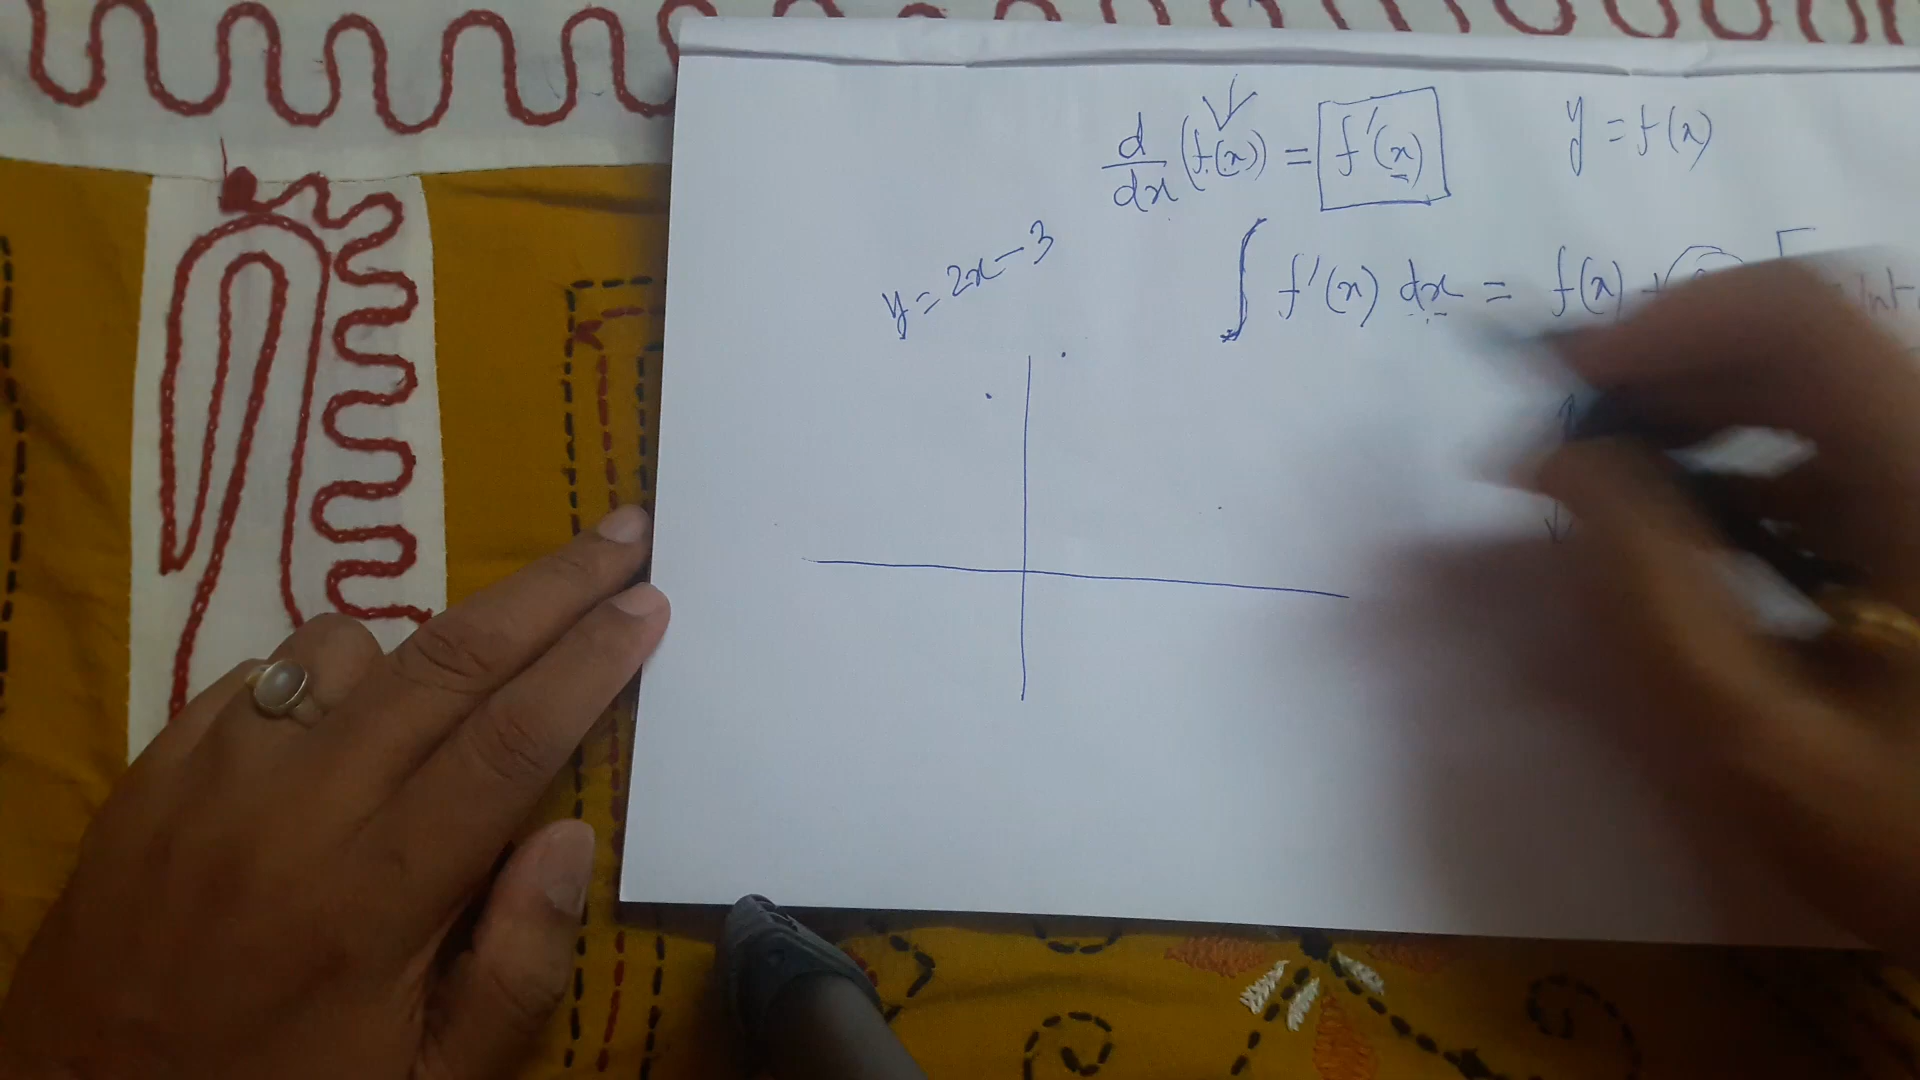 d/dx (f(x)) = f'(x)
y = f(x)
y = 2x - 3
∫ f'(x) dx = f(x) +